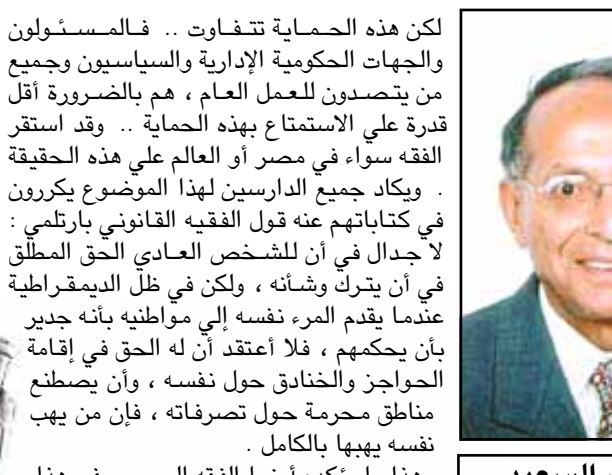 لكن هذه الحماية تتفاوت .. فالمسئولون
والجهات الحكومية الإدارية والسياسيون وجميع
من يتصدون للعمل العام ، هم بالضرورة أقل
قدرة علي الاستمتاع بهذه الحماية .. وقد استقر
الفقه سواء في مصر أو العالم علي هذه الحقيقة
. ويكاد جميع الدارسين لهذا الموضوع يكررون
في كتاباتهم عنه قول الفقيه القانوني بارتلمي :
لا جدال في أن للشخص العادي الحق المطلق
في أن يترك وشأنه ، ولكن في ظل الديمقراطية
عندما يقدم المرء نفسه إلي مواطنيه بأنه جدير
بأن يحكمهم ، فلا أعتقد أن له الحق في إقامة
الحواجز والخنادق حول نفسه ، وأن يصطنع
مناطق محرمة حول تصرفاته ، فإن من يهب
نفسه يهبها بالكامل .